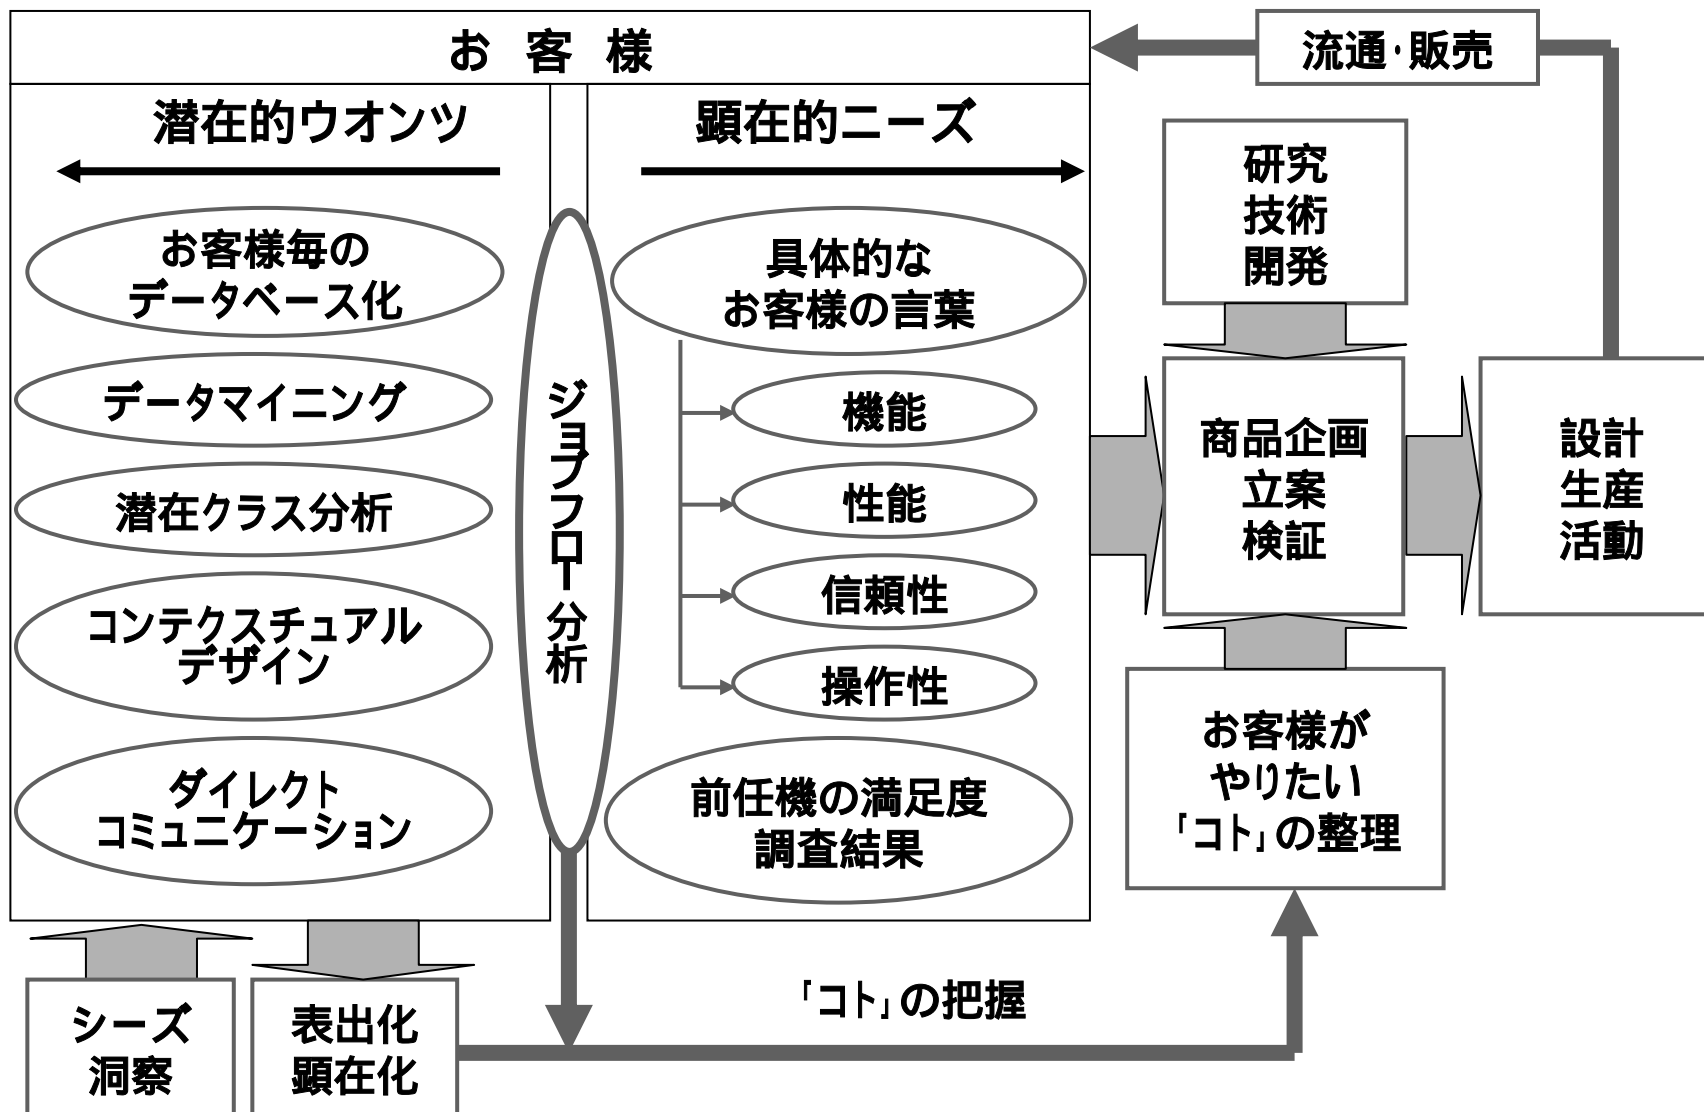 お客様
流通・販売
潜在的ウオンツ
顕在的ニーズ
お客様毎の
データベース化
データマイニング
潜在クラス分析
コンテクスチュアル
デザイン
ダイレクト
コミュニケーション
ジョブフロー分析
具体的な
お客様の言葉
機能
性能
信頼性
操作性
前任機の満足度
調査結果
研究
技術
開発
商品企画
立案
検証
設計
生産
活動
お客様が
やりたい
「コト」の整理
シーズ
洞察
表出化
顕在化
「コト」の把握